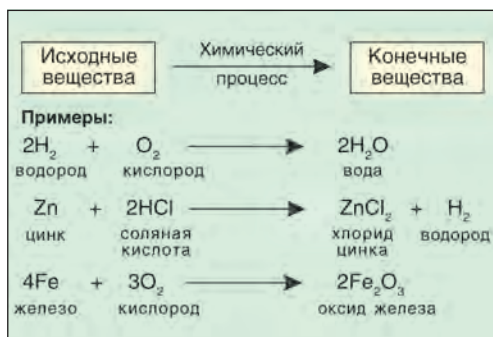 Исходные вещества Химический процесс Конечные вещества
Примеры:
2H₂ + O₂ → 2H₂O
водород кислород вода
Zn + 2HCl → ZnCl₂ + H₂
цинк соляная кислота хлорид цинка водород
4Fe + 3O₂ → 2Fe₂O₃
железо кислород оксид железа